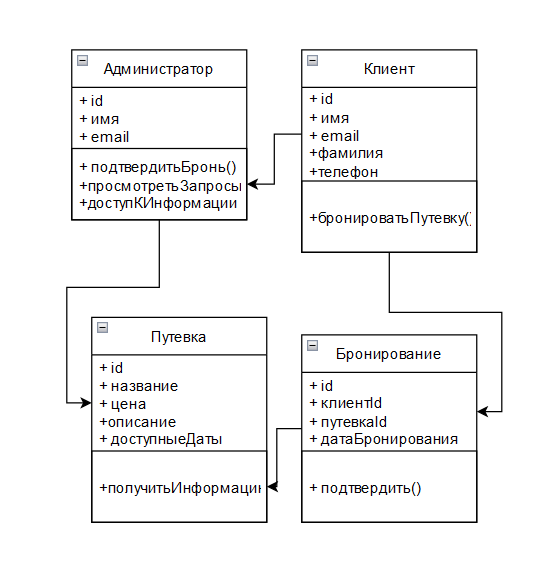 Администратор
+ id
+ имя
+ email
+ подтвердитьБронь()
+просмотретьЗапросы
+доступКИнформации
Клиент
+ id
+ имя
+ email
+фамилия
+телефон
+бронироватьПутевку()
Путевка
+ id
+ название
+ цена
+описание
+ доступныеДаты
+получитьИнформацию
Бронирование
+ id
+ клиентId
+ путевкаId
+ датаБронирования
+ подтвердить()